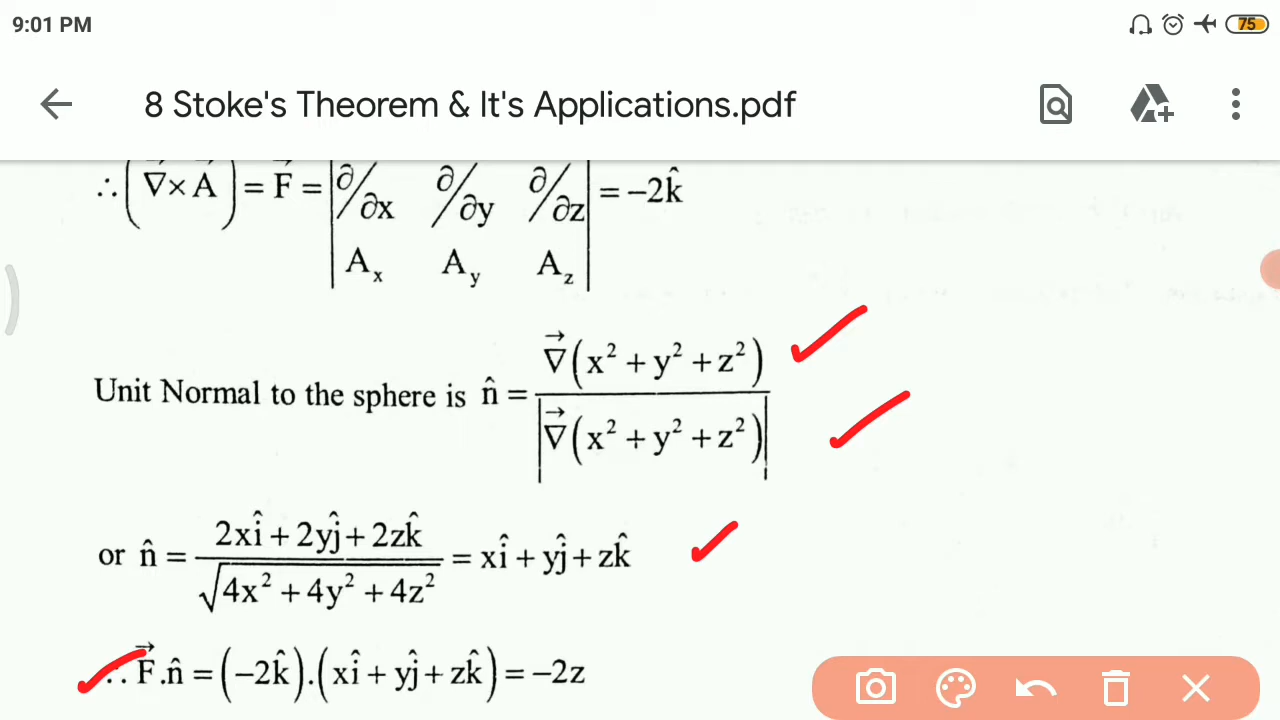 9:01 PM
75
8 Stoke's Theorem & It's Applications.pdf
∴ (∇⃗ × A⃗) = F⃗ = | ∂/∂x ∂/∂y ∂/∂z | = −2k̂
A_x A_y A_z
∇⃗(x² + y² + z²)
Unit Normal to the sphere is n̂ =
|∇⃗(x² + y² + z²)|
or n̂ = (2xî + 2yĵ + 2zk̂) / √(4x² + 4y² + 4z²) = xî + yĵ + zk̂
∴ F⃗.n̂ = (−2k̂).(xî + yĵ + zk̂) = −2z